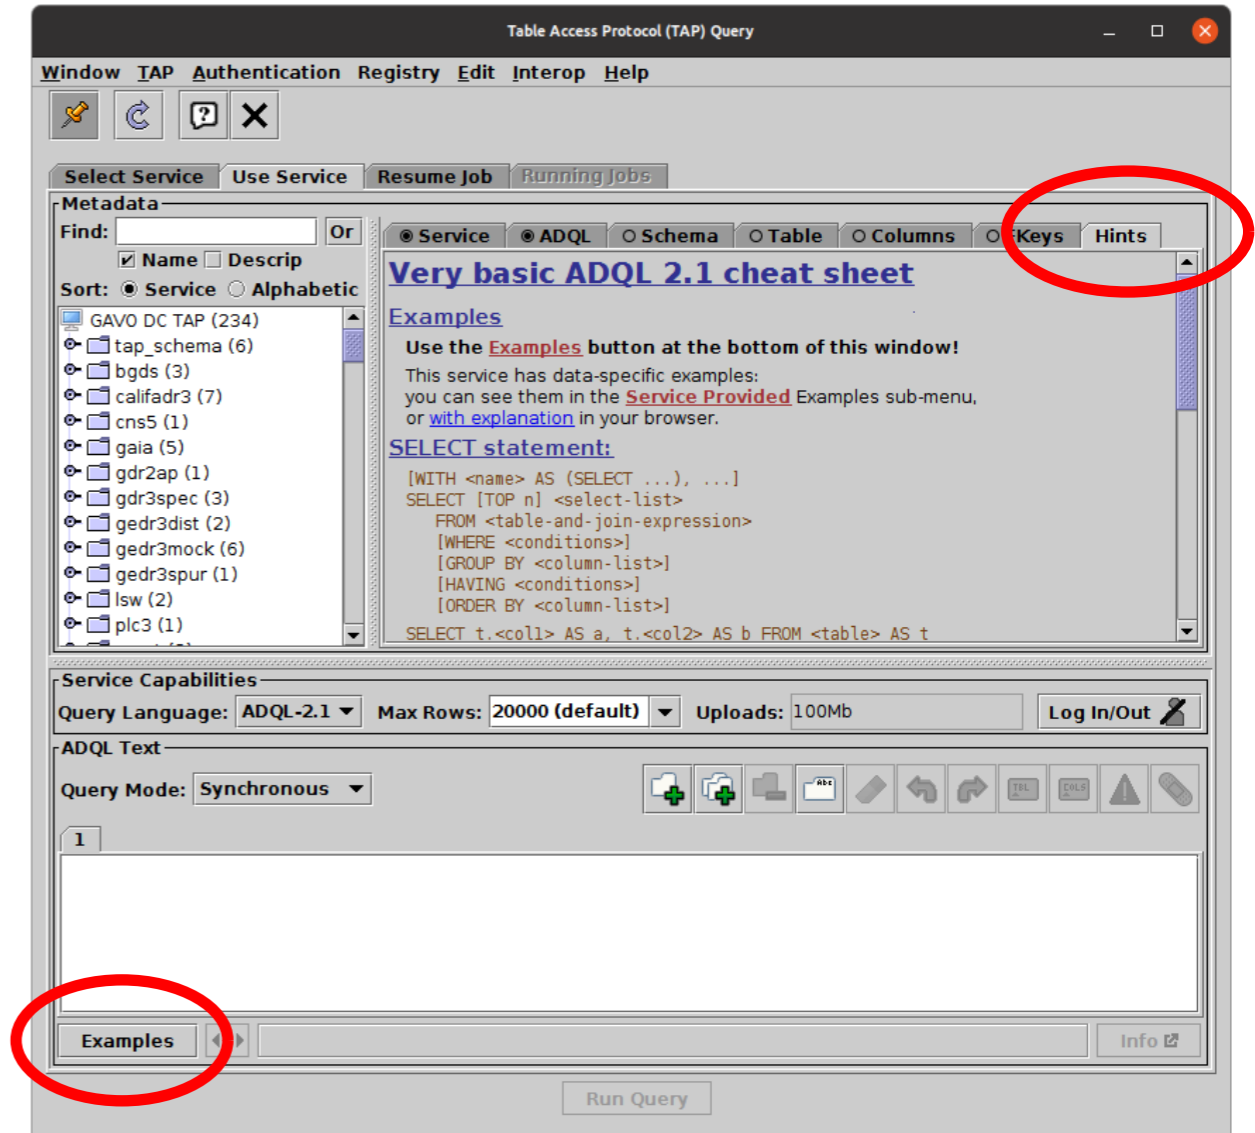 Table Access Protocol (TAP) Query
Window TAP Authentication Registry Edit Interop Help
Select Service Use Service Resume Job Running Jobs
Metadata
Find: Or
Name Descrip
Sort: Service Alphabetic
GAVO DC TAP (234)
tap_schema (6)
bgds (3)
califadr3 (7)
cns5 (1)
gaia (5)
gdr2ap (1)
gdr3spec (3)
gedr3dist (2)
gedr3mock (6)
gedr3spur (1)
lsw (2)
plc3 (1)
Service ADQL Schema Table Columns FKeys Hints
Very basic ADQL 2.1 cheat sheet
Examples
Use the Examples button at the bottom of this window!
This service has data-specific examples:
you can see them in the Service Provided Examples sub-menu,
or with explanation in your browser.
SELECT statement:
[WITH <name> AS (SELECT ...), ...]
SELECT [TOP n] <select-list>
FROM <table-and-join-expression>
[WHERE <conditions>]
[GROUP BY <column-list>]
[HAVING <conditions>]
[ORDER BY <column-list>]
SELECT t.<col1> AS a, t.<col2> AS b FROM <table> AS t
Service Capabilities
Query Language: ADQL-2.1 Max Rows: 20000 (default) Uploads: 100Mb Log In/Out
ADQL Text
Query Mode: Synchronous Abc TBL COLS
1
Examples Info
Run Query